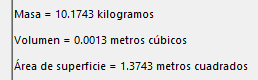 Masa = 10.1743 kilogramos
Volumen = 0.0013 metros cúbicos
Área de superficie = 1.3743 metros cuadrados